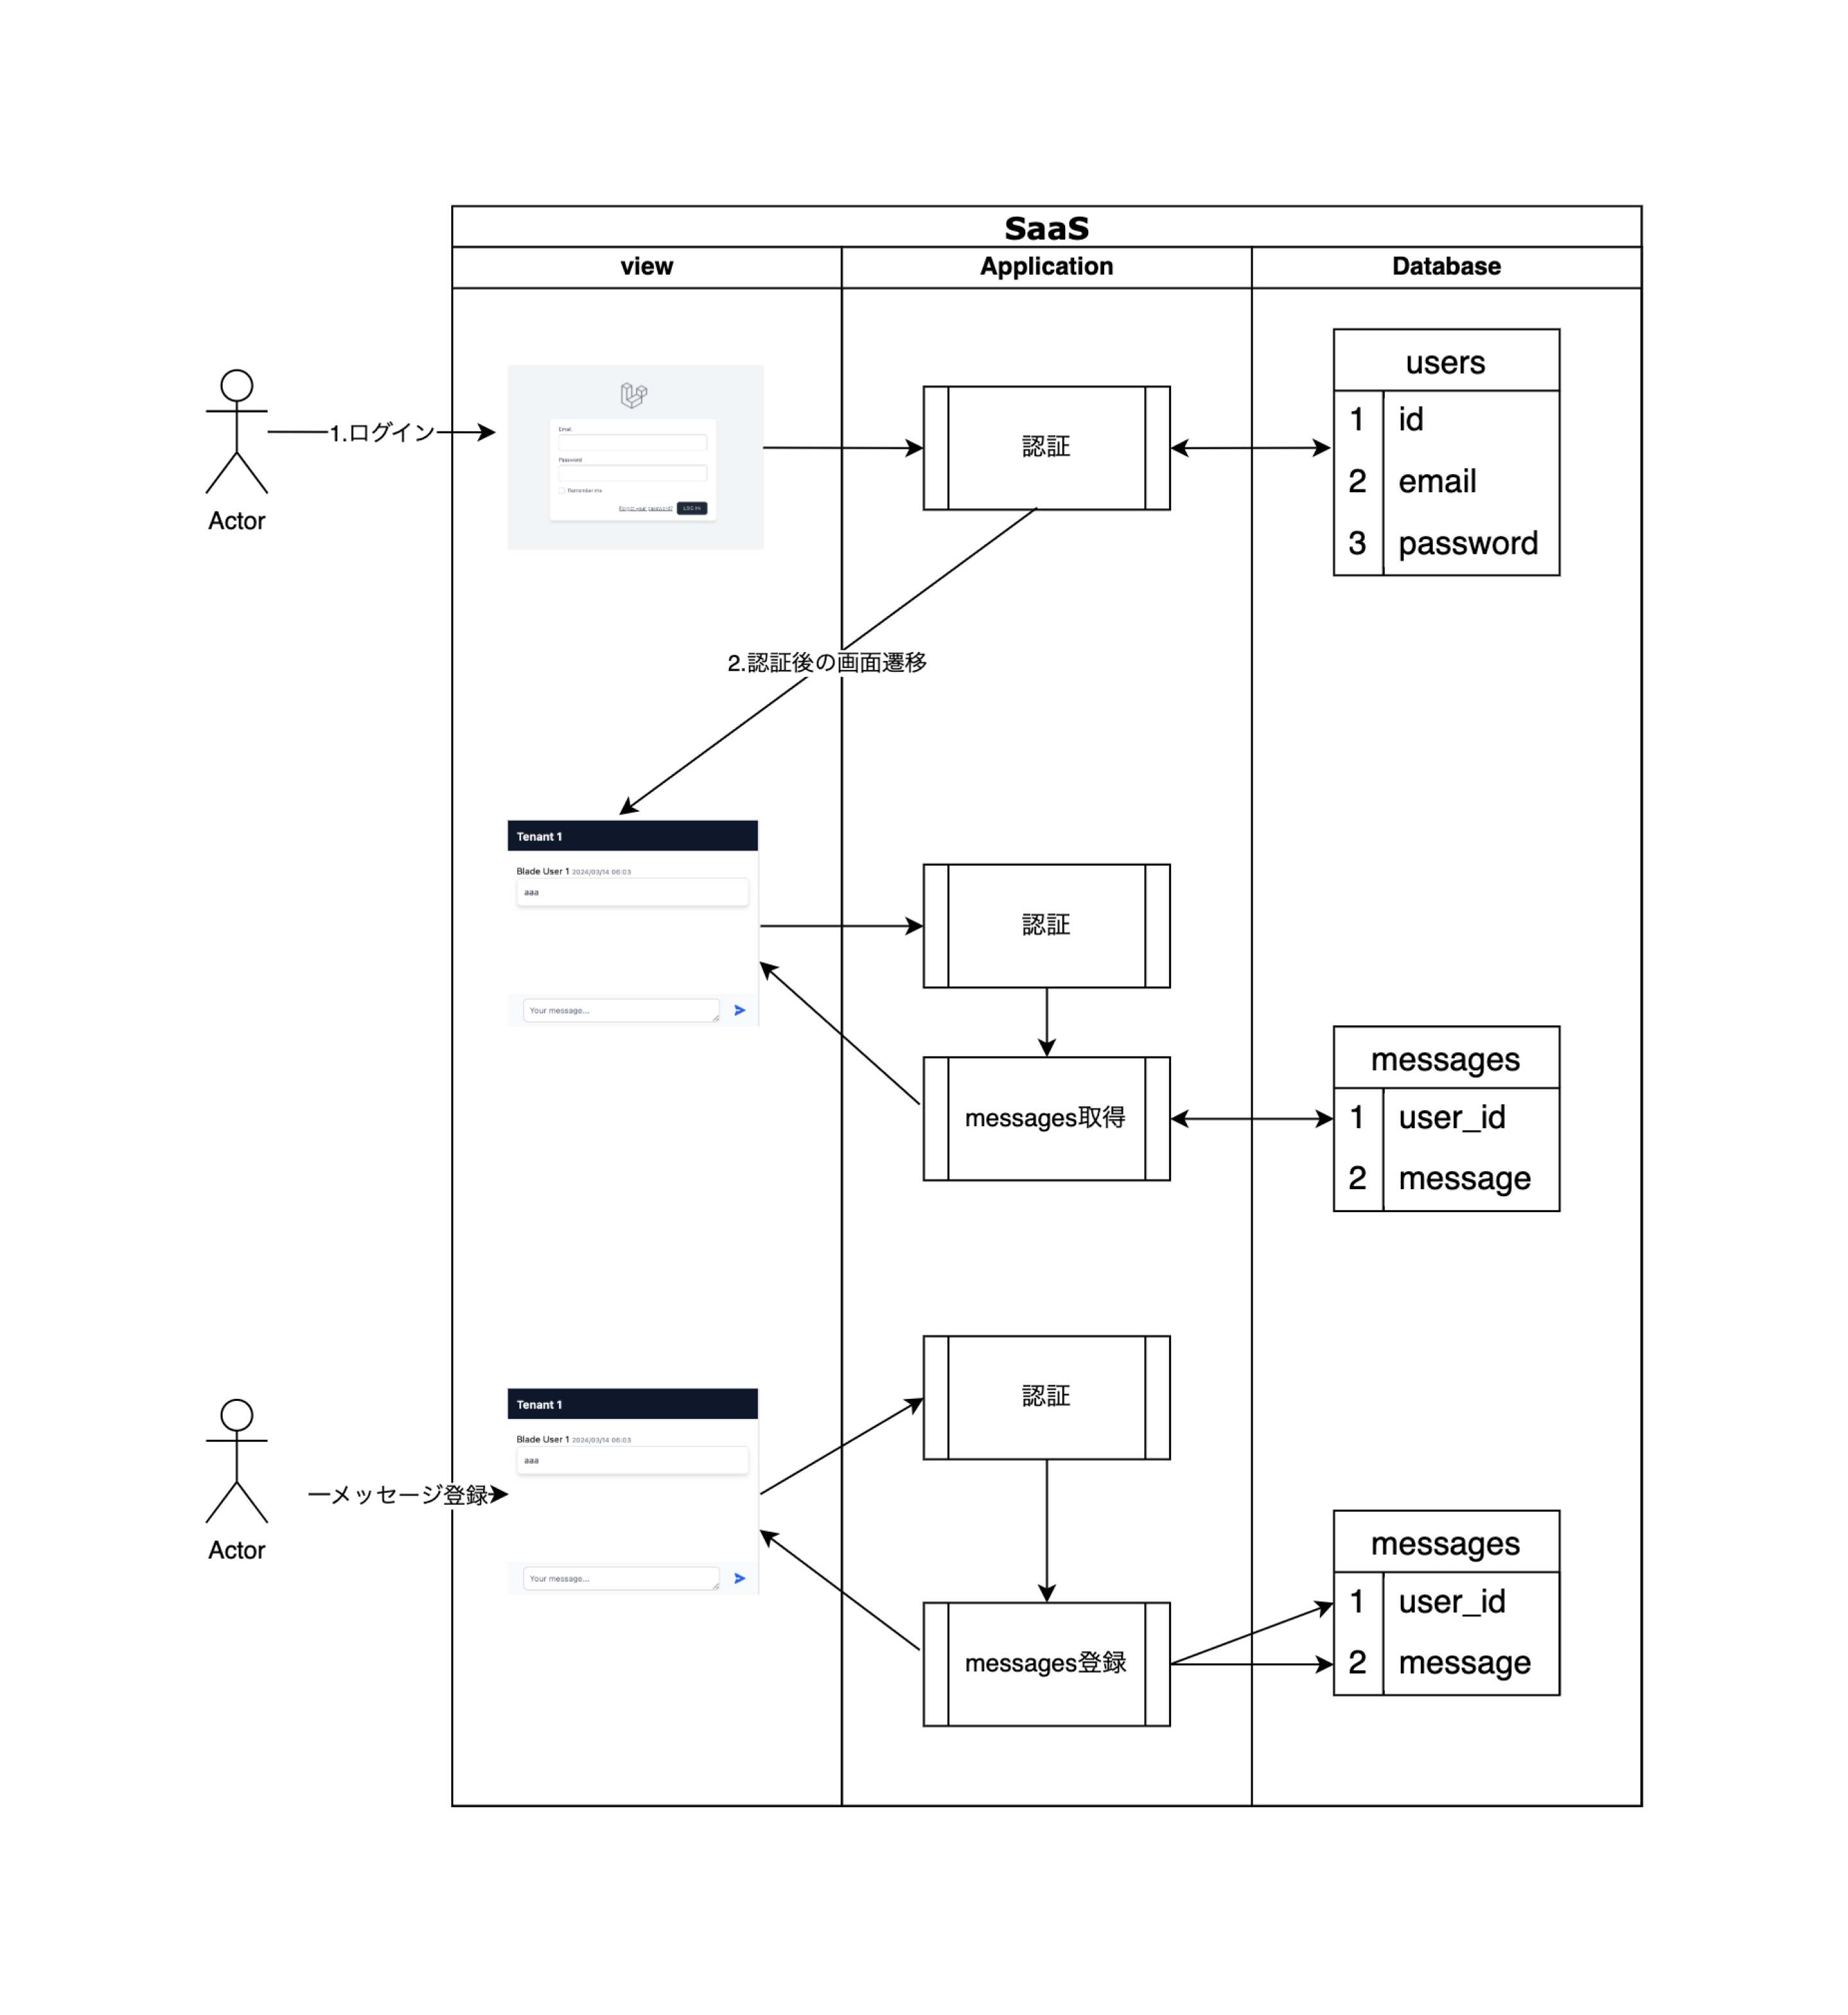 SaaS
view
Application
Database
Actor
1.ログイン
Email
Password
Remember me
Forgot your password?
LOG IN
認証
users
1 id
2 email
3 password
2.認証後の画面遷移
Tenant 1
Blade User 1 2024/03/14 06:03
aaa
Your message...
認証
messages取得
messages
1 user_id
2 message
Actor
メッセージ登録
Tenant 1
Blade User 1 2024/03/14 06:03
aaa
Your message...
認証
messages登録
messages
1 user_id
2 message